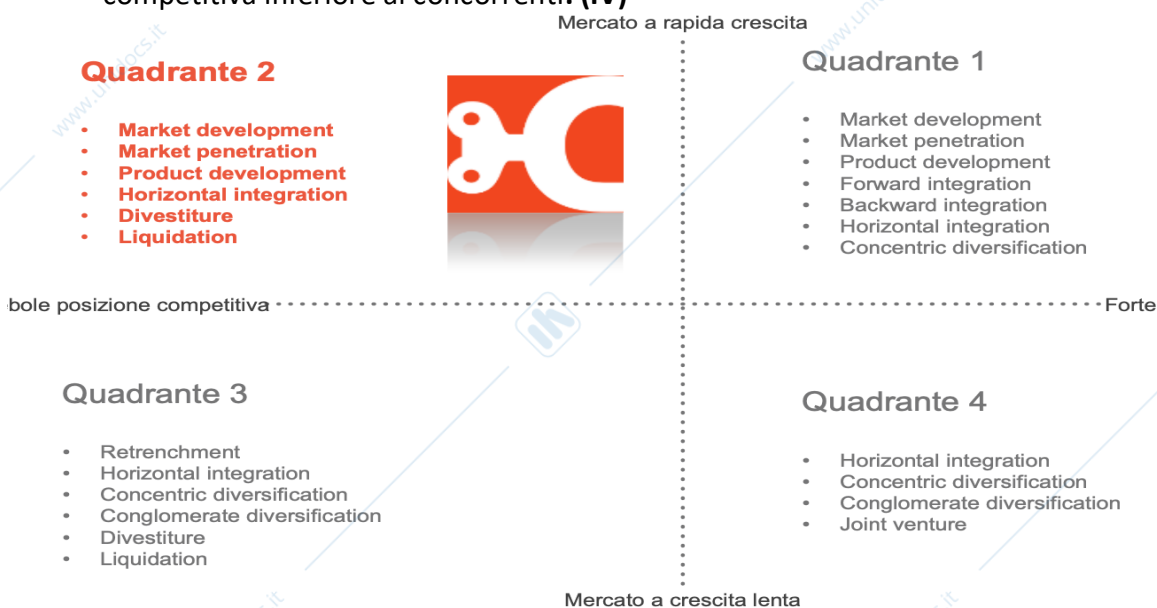 Mercato a rapida crescita
Quadrante 2
• Market development
• Market penetration
• Product development
• Horizontal integration
• Divestiture
• Liquidation
Quadrante 1
• Market development
• Market penetration
• Product development
• Forward integration
• Backward integration
• Horizontal integration
• Concentric diversification
bole posizione competitiva
Forte
Quadrante 3
• Retrenchment
• Horizontal integration
• Concentric diversification
• Conglomerate diversification
• Divestiture
• Liquidation
Quadrante 4
• Horizontal integration
• Concentric diversification
• Conglomerate diversification
• Joint venture
Mercato a crescita lenta